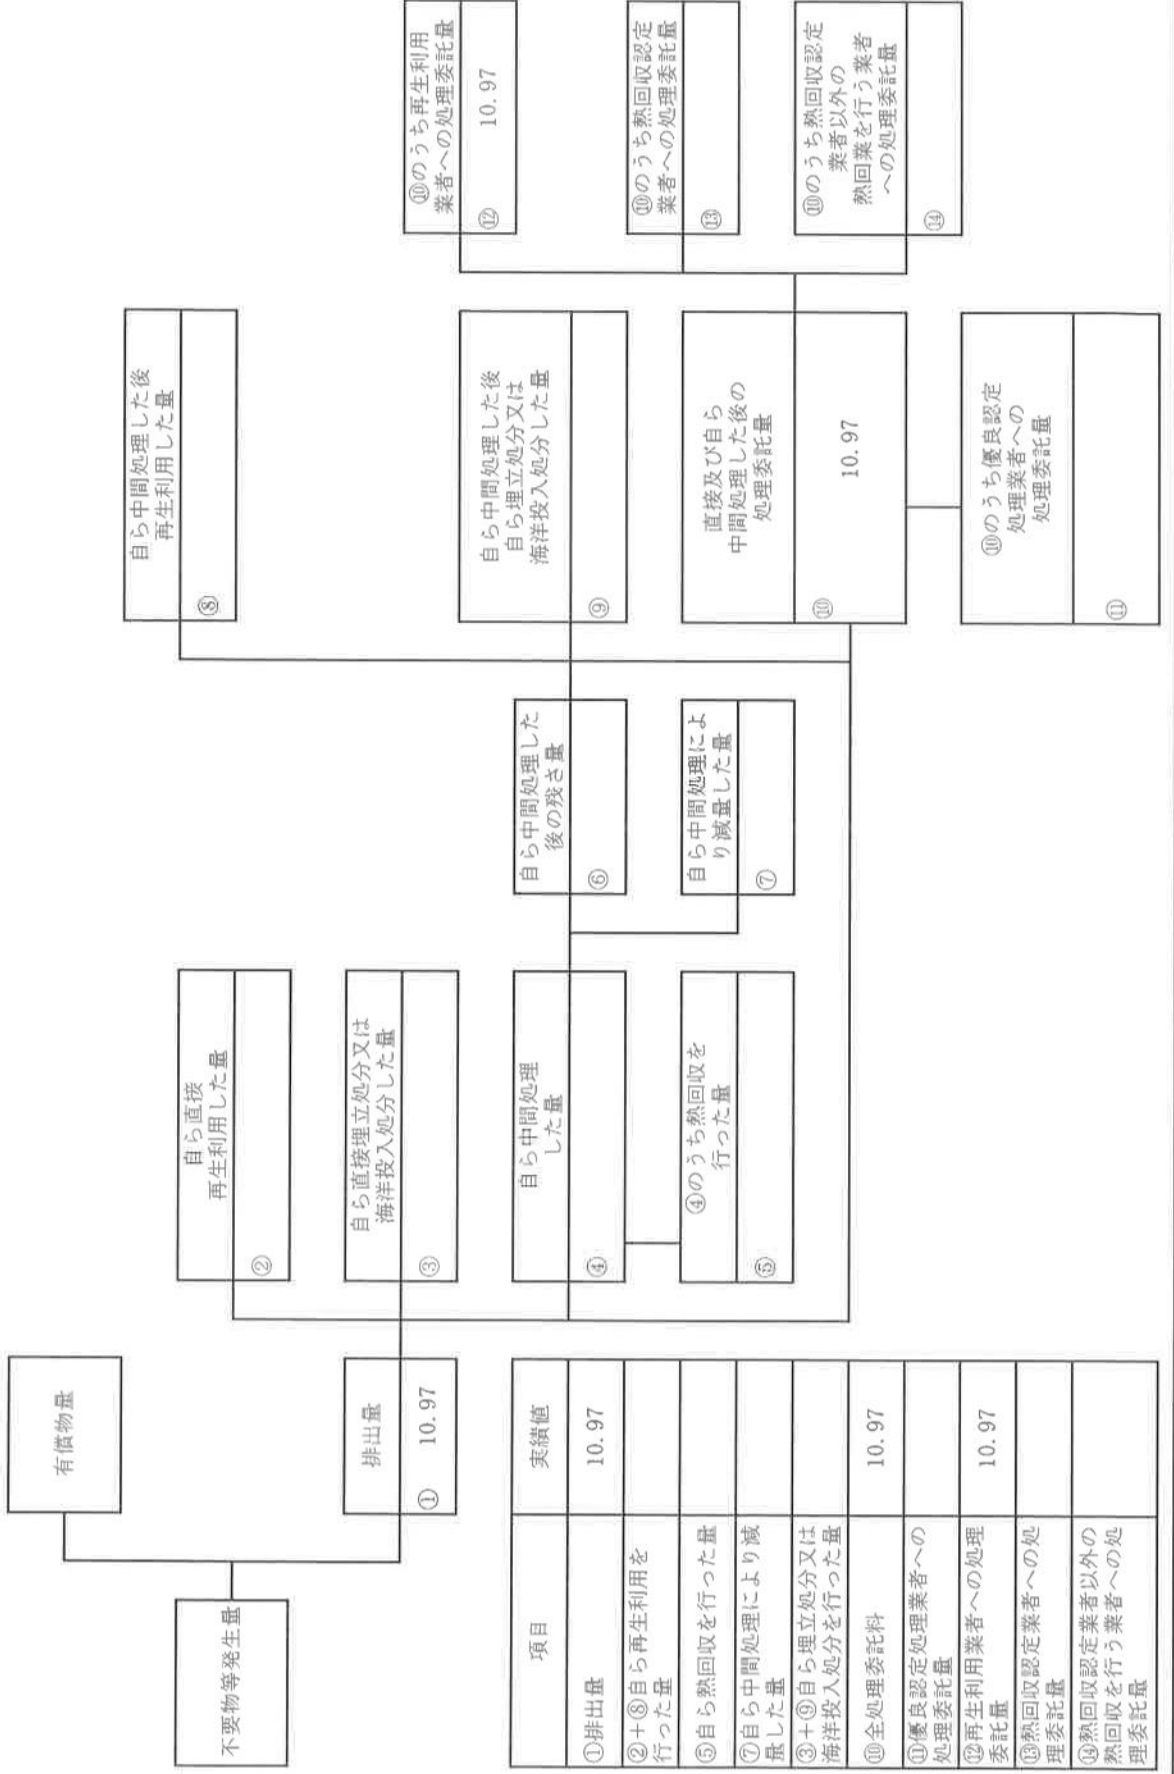 有償物量
不要物等発生量
排出量
① 10.97
自ら直接
再生利用した量
②
自ら直接埋立処分又は
海洋投入処分した量
③
自ら中間処理
した量
④
④のうち熱回収を
行った量
⑤
自ら中間処理した
後の残さ量
⑥
自ら中間処理によ
り減量した量
⑦
自ら中間処理した後
再生利用した量
⑧
自ら中間処理した後
自ら埋立処分又は
海洋投入処分した量
⑨
直接及び自ら
中間処理した後の
処理委託量
⑩ 10.97
⑩のうち優良認定
処理業者への
処理委託量
⑪
⑩のうち再生利用
業者への処理委託量
⑫ 10.97
⑩のうち熱回収認定
業者への処理委託量
⑬
⑩のうち熱回収認定
業者以外の
熱回業を行う業者
への処理委託量
⑭
項目 実績値
①排出量 10.97
②+⑧自ら再生利用を
行った量
⑤自ら熱回収を行った量
⑦自ら中間処理により減
量した量
③+⑨自ら埋立処分又は
海洋投入処分を行った量
⑩全処理委託料 10.97
⑪優良認定処理業者への
処理委託量
⑫再生利用業者への処理
委託量 10.97
⑬熱回収認定業者への処
理委託量
⑭熱回収認定業者以外の
熱回収を行う業者への処
理委託量